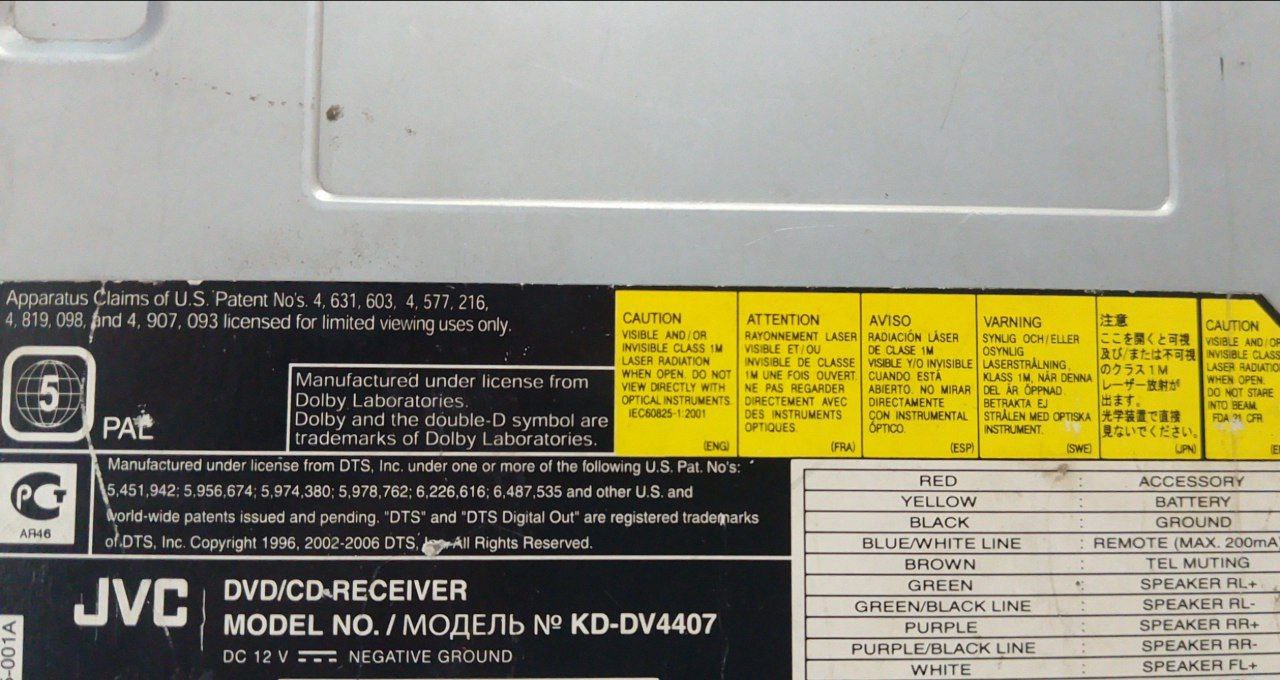 Apparatus Claims of U.S. Patent No's. 4, 631, 603, 4, 577, 216,
4, 819, 098, and 4, 907, 093 licensed for limited viewing uses only.
5
PAL
Manufactured under license from
Dolby Laboratories.
Dolby and the double-D symbol are
trademarks of Dolby Laboratories.
CAUTION
VISIBLE AND/OR
INVISIBLE CLASS 1M
LASER RADIATION
WHEN OPEN. DO NOT
VIEW DIRECTLY WITH
OPTICAL INSTRUMENTS
IEC60825-1:2001
(ENG)
ATTENTION
RAYONNEMENT LASER
VISIBLE ET/OU
INVISIBLE DE CLASSE
1M UNE FOIS OUVERT.
NE PAS REGARDER
DIRECTEMENT AVEC
DES INSTRUMENTS
OPTIQUES.
(FRA)
AVISO
RADIACIÓN LÁSER
DE CLASE 1M
VISIBLE Y/O INVISIBLE
CUANDO ESTÁ
ABIERTO. NO MIRAR
DIRECTAMENTE
CON INSTRUMENTAL
ÓPTICO.
(ESP)
VARNING
SYNLIG OCH/ELLER
OSYNLIG
LASERSTRÅLNING,
KLASS 1M, NÄR DENNA
DEL ÄR ÖPPNAD.
BETRAKTA EJ
STRÅLEN MED OPTISKA
INSTRUMENT.
(SWE)
注意
ここを開くと可視
及び/または不可視
のクラス1M
レーザー放射が
出ます。
光学装置で直接
見ないでください。
(JPN)
CAUTION
VISIBLE AND/OR
INVISIBLE CLASS
LASER RADIATION
WHEN OPEN.
DO NOT STARE
INTO BEAM.
FDA 21 CFR
Manufactured under license from DTS, Inc. under one or more of the following U.S. Pat. No's:
5,451,942; 5,956,674; 5,974,380; 5,978,762; 6,226,616; 6,487,535 and other U.S. and
world-wide patents issued and pending. "DTS" and "DTS Digital Out" are registered trademarks
of DTS, Inc. Copyright 1996, 2002-2006 DTS, Inc. All Rights Reserved.
АЯ46
JVC
DVD/CD RECEIVER
MODEL NO. / МОДЕЛЬ № KD-DV4407
DC 12 V NEGATIVE GROUND
-001A
RED : ACCESSORY
YELLOW : BATTERY
BLACK : GROUND
BLUE/WHITE LINE : REMOTE (MAX. 200mA)
BROWN : TEL MUTING
GREEN : SPEAKER RL+
GREEN/BLACK LINE : SPEAKER RL-
PURPLE : SPEAKER RR+
PURPLE/BLACK LINE : SPEAKER RR-
WHITE : SPEAKER FL+